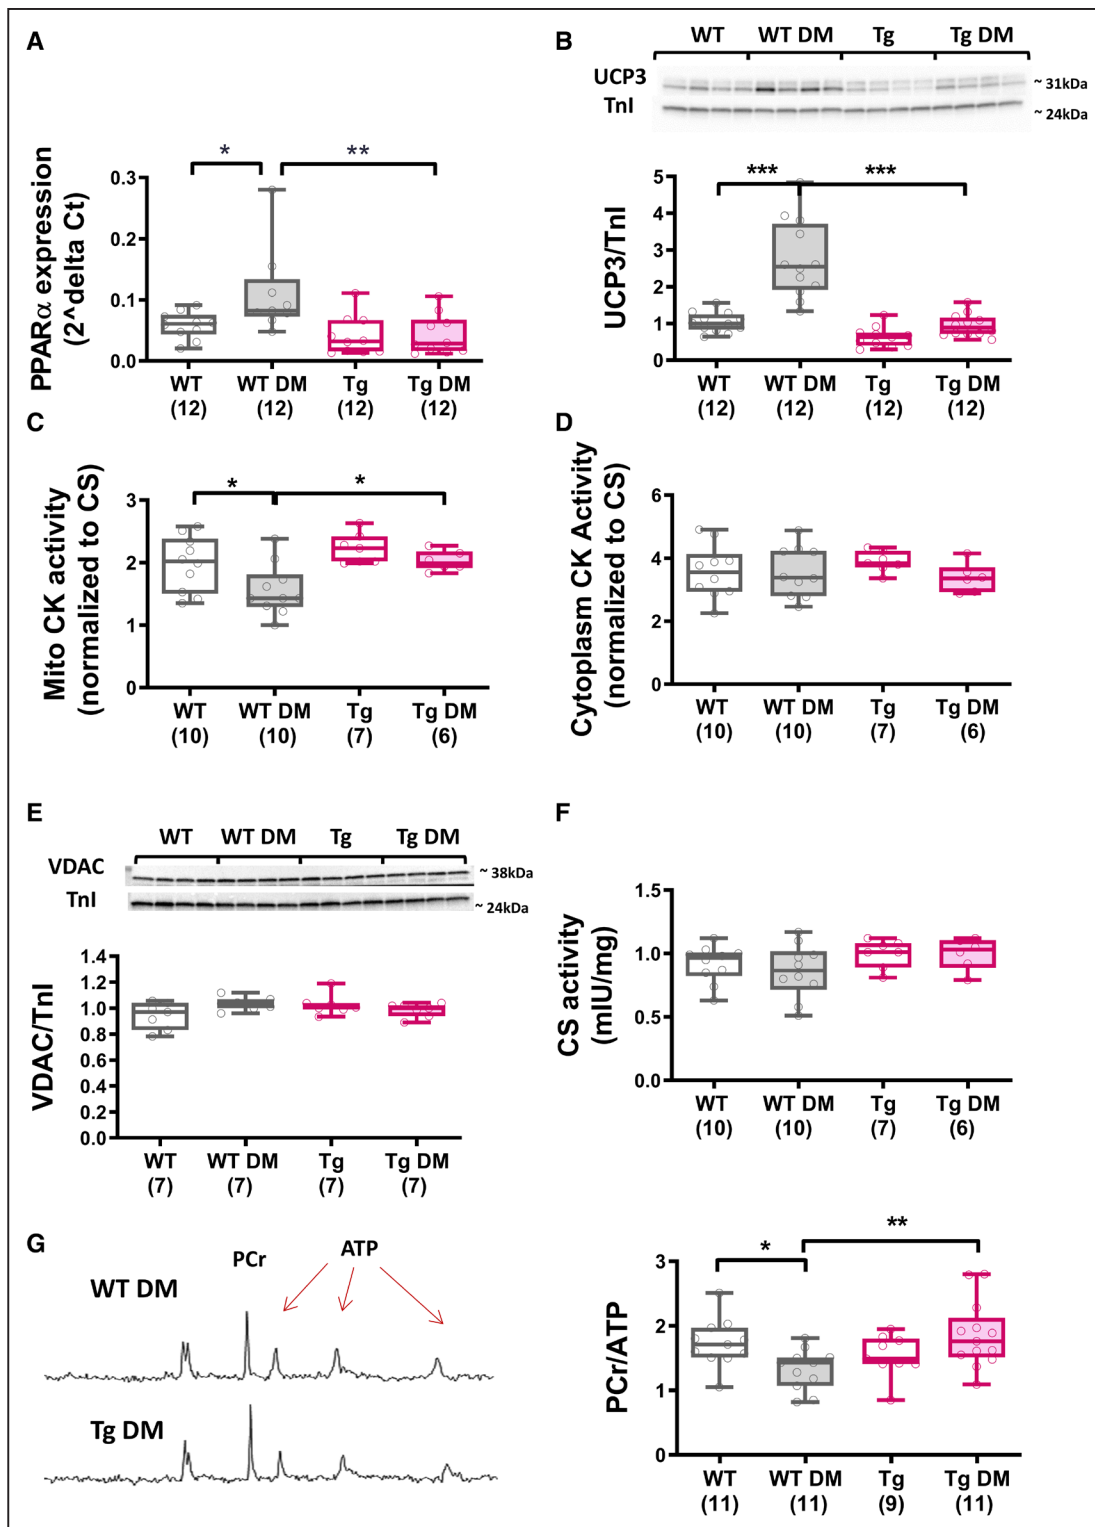 A
PPARα expression
(2^delta Ct)
*
**
0.3
0.2
0.1
0.0
WT
WT DM
Tg
Tg DM
(12)
(12)
(12)
(12)
B
WT
WT DM
Tg
Tg DM
UCP3
~ 31kDa
TnI
~ 24kDa
UCP3/TnI
***
***
5
4
3
2
1
0
WT
WT DM
Tg
Tg DM
(12)
(12)
(12)
(12)
C
Mito CK activity
(normalized to CS)
*
*
3
2
1
0
WT
WT DM
Tg
Tg DM
(10)
(10)
(7)
(6)
D
Cytoplasm CK Activity
(normalized to CS)
6
4
2
0
WT
WT DM
Tg
Tg DM
(10)
(10)
(7)
(6)
E
WT
WT DM
Tg
Tg DM
VDAC
~ 38kDa
TnI
~ 24kDa
VDAC/TnI
1.4
1.2
1.0
0.8
0.6
0.4
0.2
0.0
WT
WT DM
Tg
Tg DM
(7)
(7)
(7)
(7)
F
CS activity
(mIU/mg)
1.5
1.0
0.5
0.0
WT
WT DM
Tg
Tg DM
(10)
(10)
(7)
(6)
G
PCr
ATP
WT DM
Tg DM
PCr/ATP
*
**
3
2
1
0
WT
WT DM
Tg
Tg DM
(11)
(11)
(9)
(11)